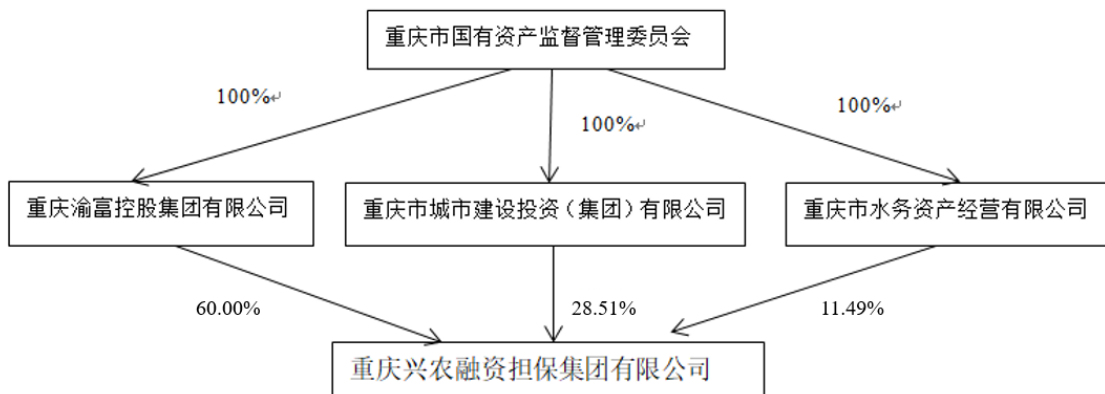 重庆市国有资产监督管理委员会
100%↵
100%↵
100%↵
重庆渝富控股集团有限公司
重庆市城市建设投资（集团）有限公司
重庆市水务资产经营有限公司
60.00%
28.51%
11.49%
重庆兴农融资担保集团有限公司